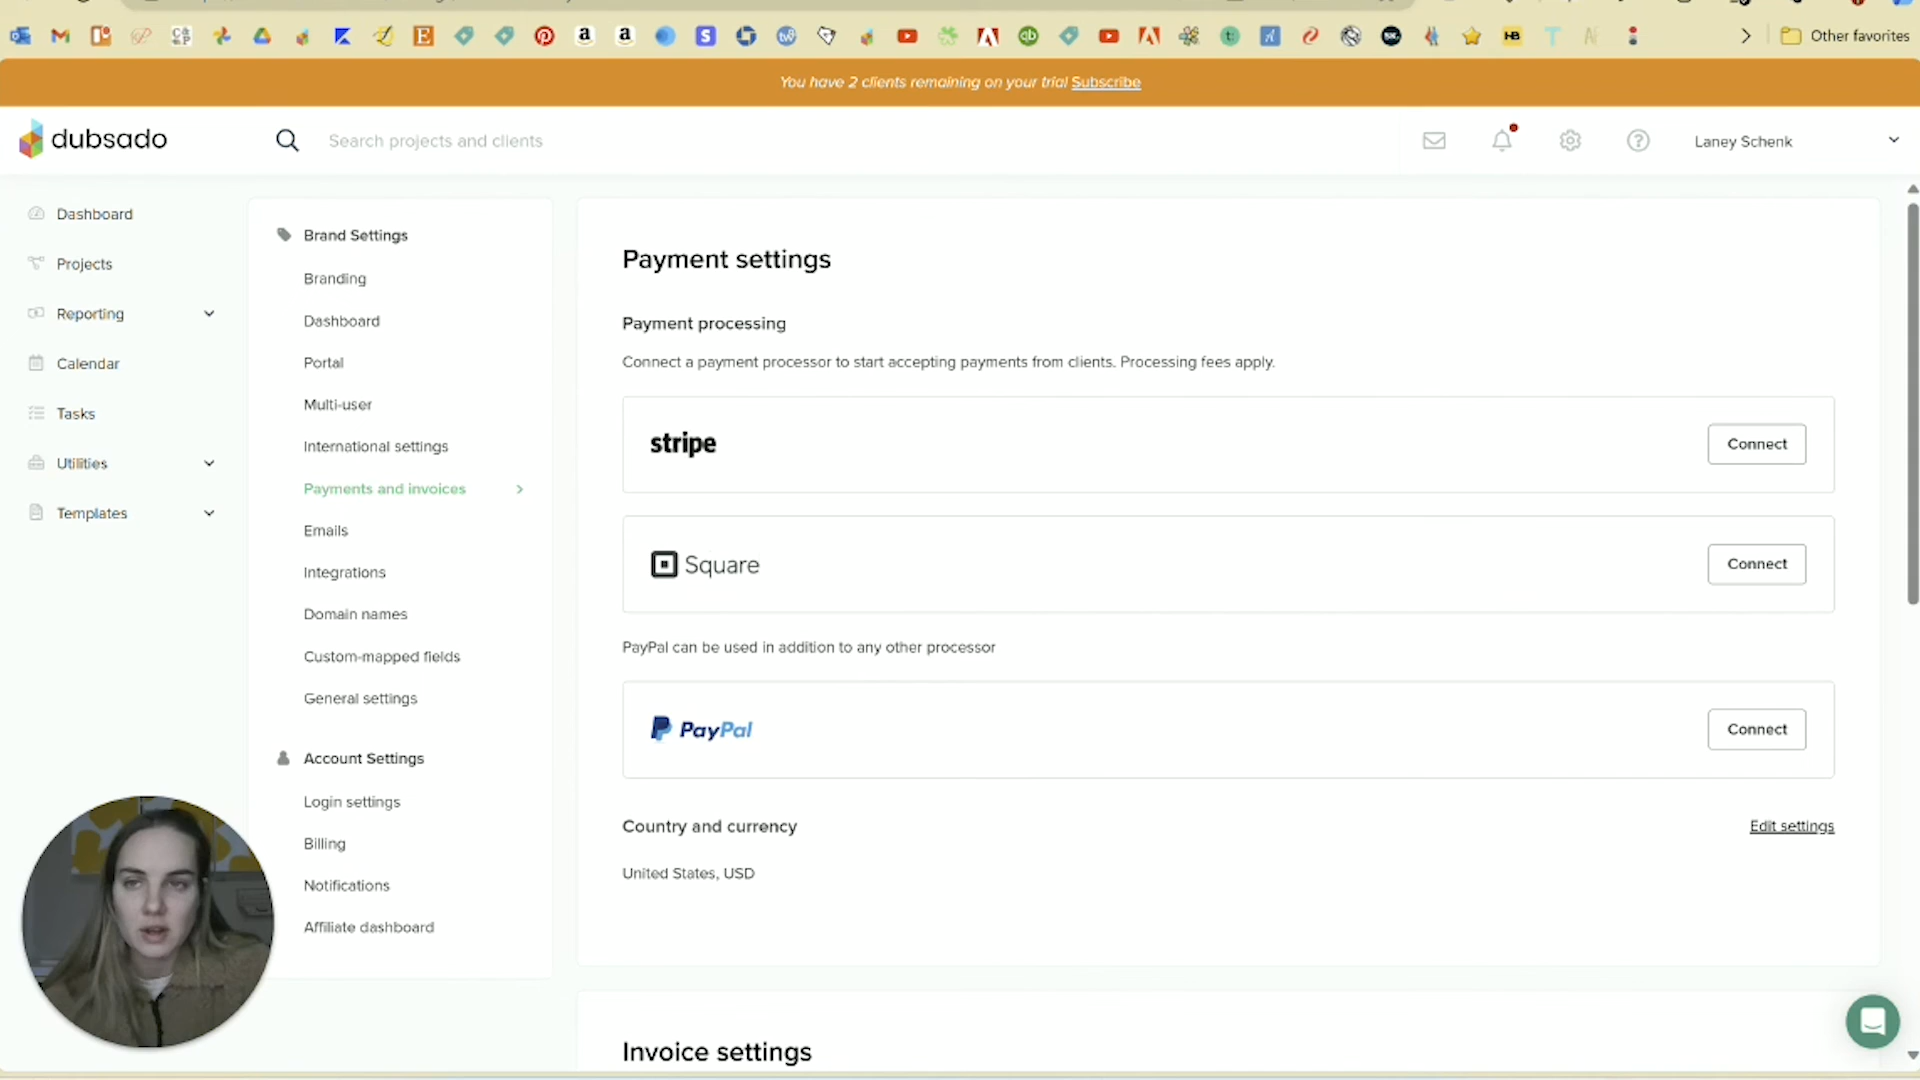 Other favorites
You have 2 clients remaining on your trial Subscribe
dubsado
Search projects and clients
Laney Schenk
Dashboard
Projects
Reporting
Calendar
Tasks
Utilities
Templates
Brand Settings
Branding
Dashboard
Portal
Multi-user
International settings
Payments and invoices
Emails
Integrations
Domain names
Custom-mapped fields
General settings
Account Settings
Login settings
Billing
Notifications
Affiliate dashboard
Payment settings
Payment processing
Connect a payment processor to start accepting payments from clients. Processing fees apply.
stripe
Connect
Square
Connect
PayPal can be used in addition to any other processor
PayPal
Connect
Country and currency
Edit settings
United States, USD
Invoice settings